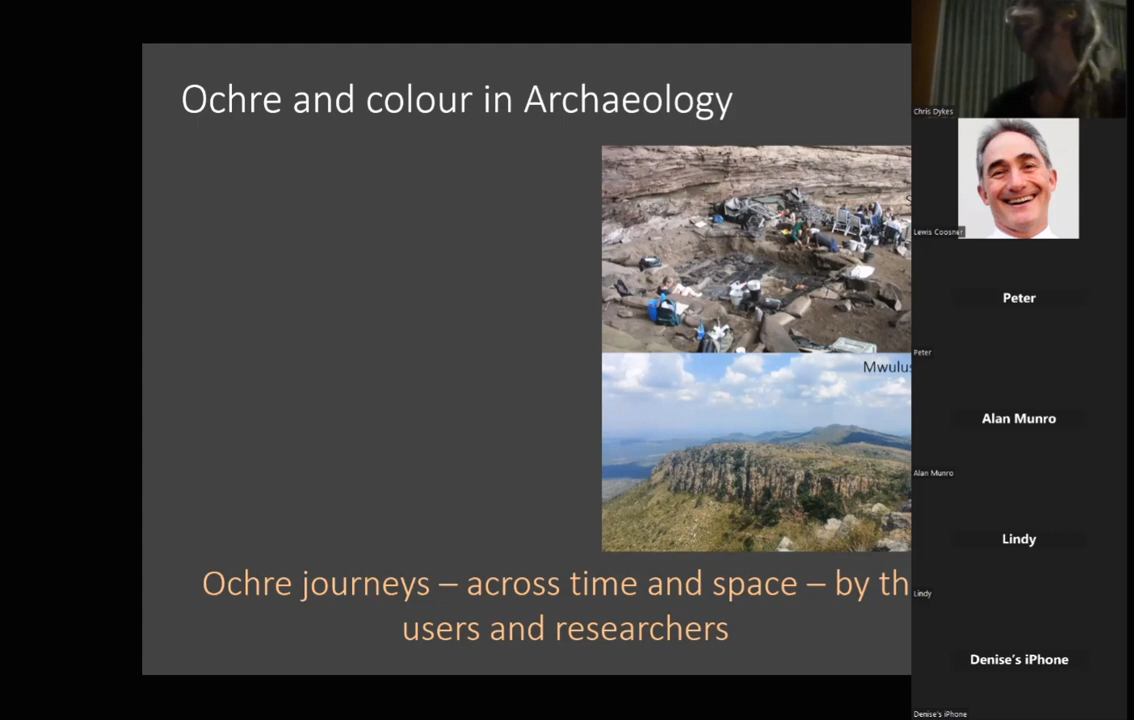 Ochre and colour in Archaeology
Mwulus
Ochre journeys – across time and space – by th
users and researchers
Chris Dykes
Lewis Coosner
Peter
Peter
Alan Munro
Alan Munro
Lindy
Lindy
Denise's iPhone
Denise's iPhone